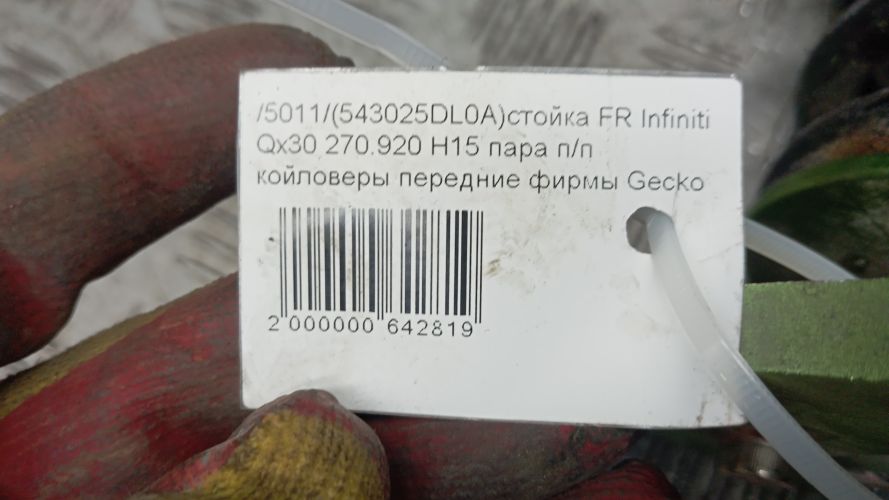 /5011/(543025DL0A)стойка FR Infiniti
Qx30 270.920 H15 пара п/п
койловеры передние фирмы Gecko
2 000000 642819